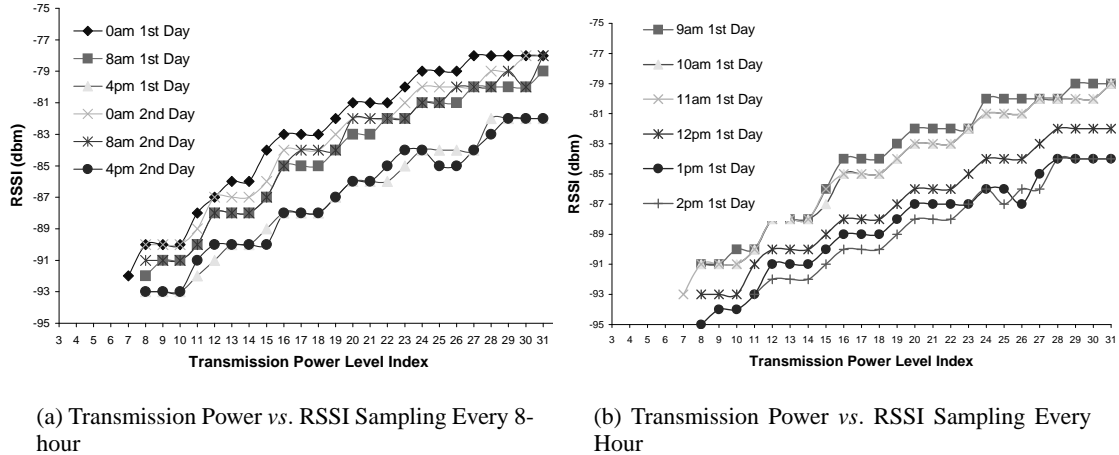 -75
-77
-79
-81
-83
-85
-87
-89
-91
-93
-95
RSSI (dbm)
0am 1st Day
8am 1st Day
4pm 1st Day
0am 2nd Day
8am 2nd Day
4pm 2nd Day
3 4 5 6 7 8 9 10 11 12 13 14 15 16 17 18 19 20 21 22 23 24 25 26 27 28 29 30 31
Transmission Power Level Index
(a) Transmission Power vs. RSSI Sampling Every 8-
hour
-75
-77
-79
-81
-83
-85
-87
-89
-91
-93
-95
RSSI (dbm)
9am 1st Day
10am 1st Day
11am 1st Day
12pm 1st Day
1pm 1st Day
2pm 1st Day
3 4 5 6 7 8 9 10 11 12 13 14 15 16 17 18 19 20 21 22 23 24 25 26 27 28 29 30 31
Transmission Power Level Index
(b) Transmission Power vs. RSSI Sampling Every
Hour